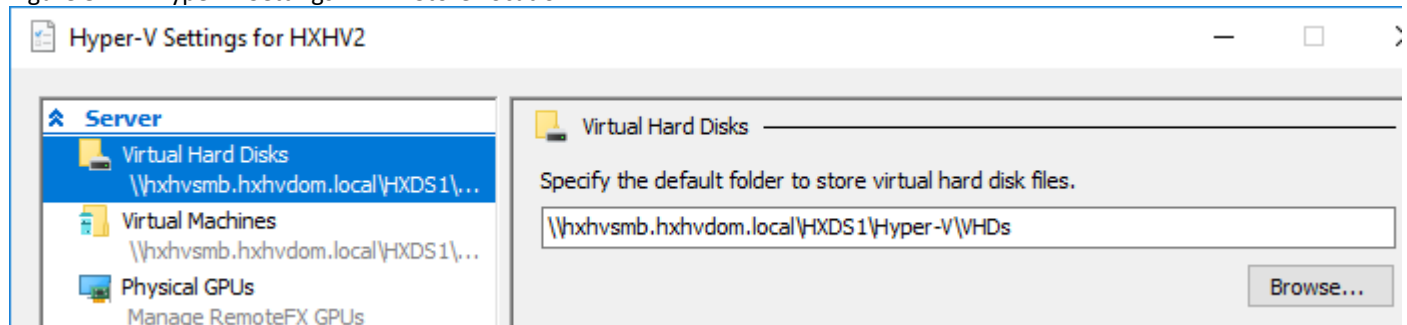 Hyper-V Settings for HXHV2
Server
Virtual Hard Disks
\\hxhvsmb.hxhvdom.local\HXDS1\...
Virtual Machines
\\hxhvsmb.hxhvdom.local\HXDS1\...
Physical GPUs
Manage RemoteFX GPUs
Virtual Hard Disks
Specify the default folder to store virtual hard disk files.
\\hxhvsmb.hxhvdom.local\HXDS1\Hyper-V\VHDs
Browse...